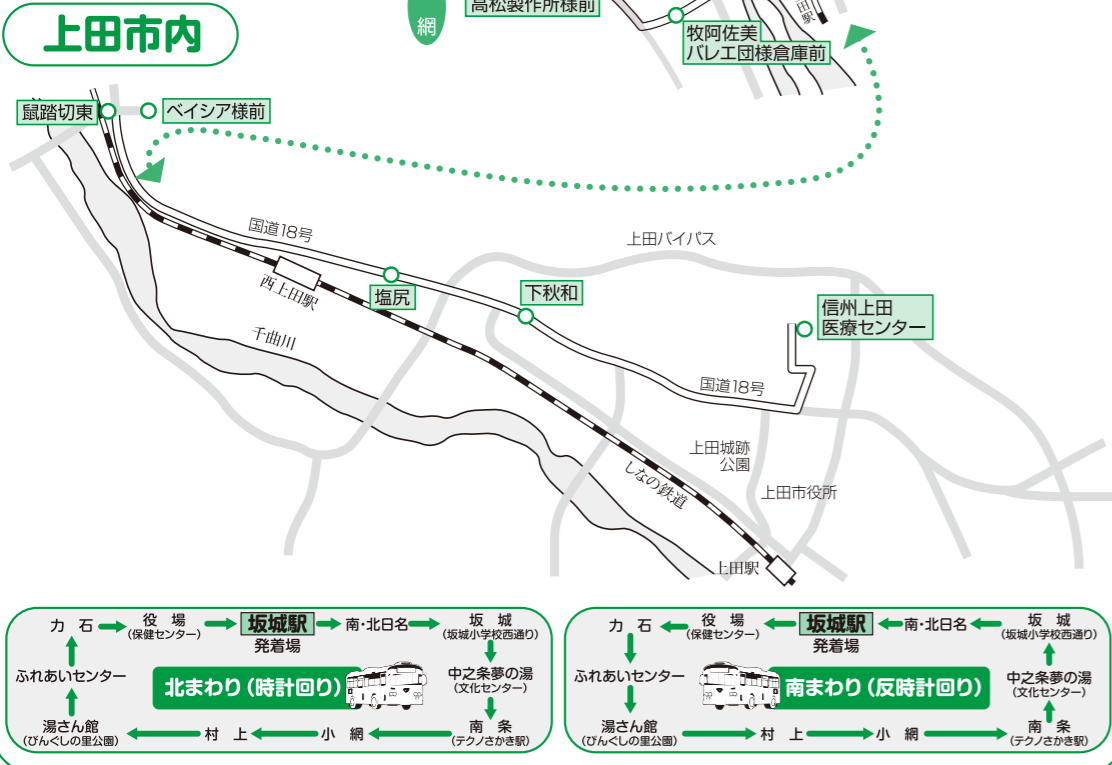 高松製作所様前
網
田
駅
牧阿佐美
バレエ団様倉庫前
上田市内
鼠踏切東
ベイシア様前
国道18号
上田バイパス
西上田駅
塩尻
下秋和
信州上田
医療センター
千曲川
国道18号
上田城跡
公園
しなの鉄道
上田市役所
上田駅
力 石
役 場
(保健センター)
坂城駅
発着場
南・北日名
坂 城
(坂城小学校西通り)
ふれあいセンター
北まわり(時計回り)
中之条夢の湯
(文化センター)
湯さん館
(びんぐしの里公園)
村 上
小 網
南 条
(テクノさかき駅)
力 石
役 場
(保健センター)
坂城駅
発着場
南・北日名
坂 城
(坂城小学校西通り)
ふれあいセンター
南まわり(反時計回り)
中之条夢の湯
(文化センター)
湯さん館
(びんぐしの里公園)
村 上
小 網
南 条
(テクノさかき駅)